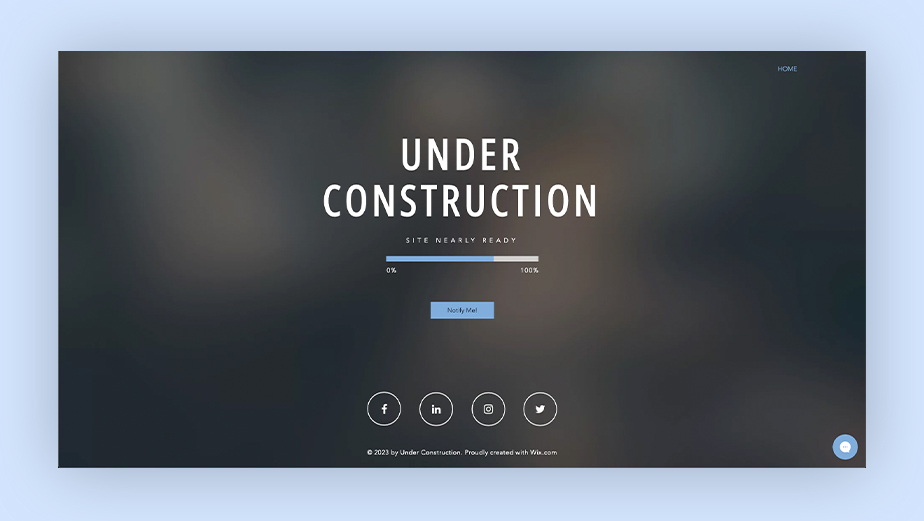 HOME
UNDER
CONSTRUCTION
SITE NEARLY READY
0% 100%
Notify Me!
© 2023 by Under Construction. Proudly created with Wix.com